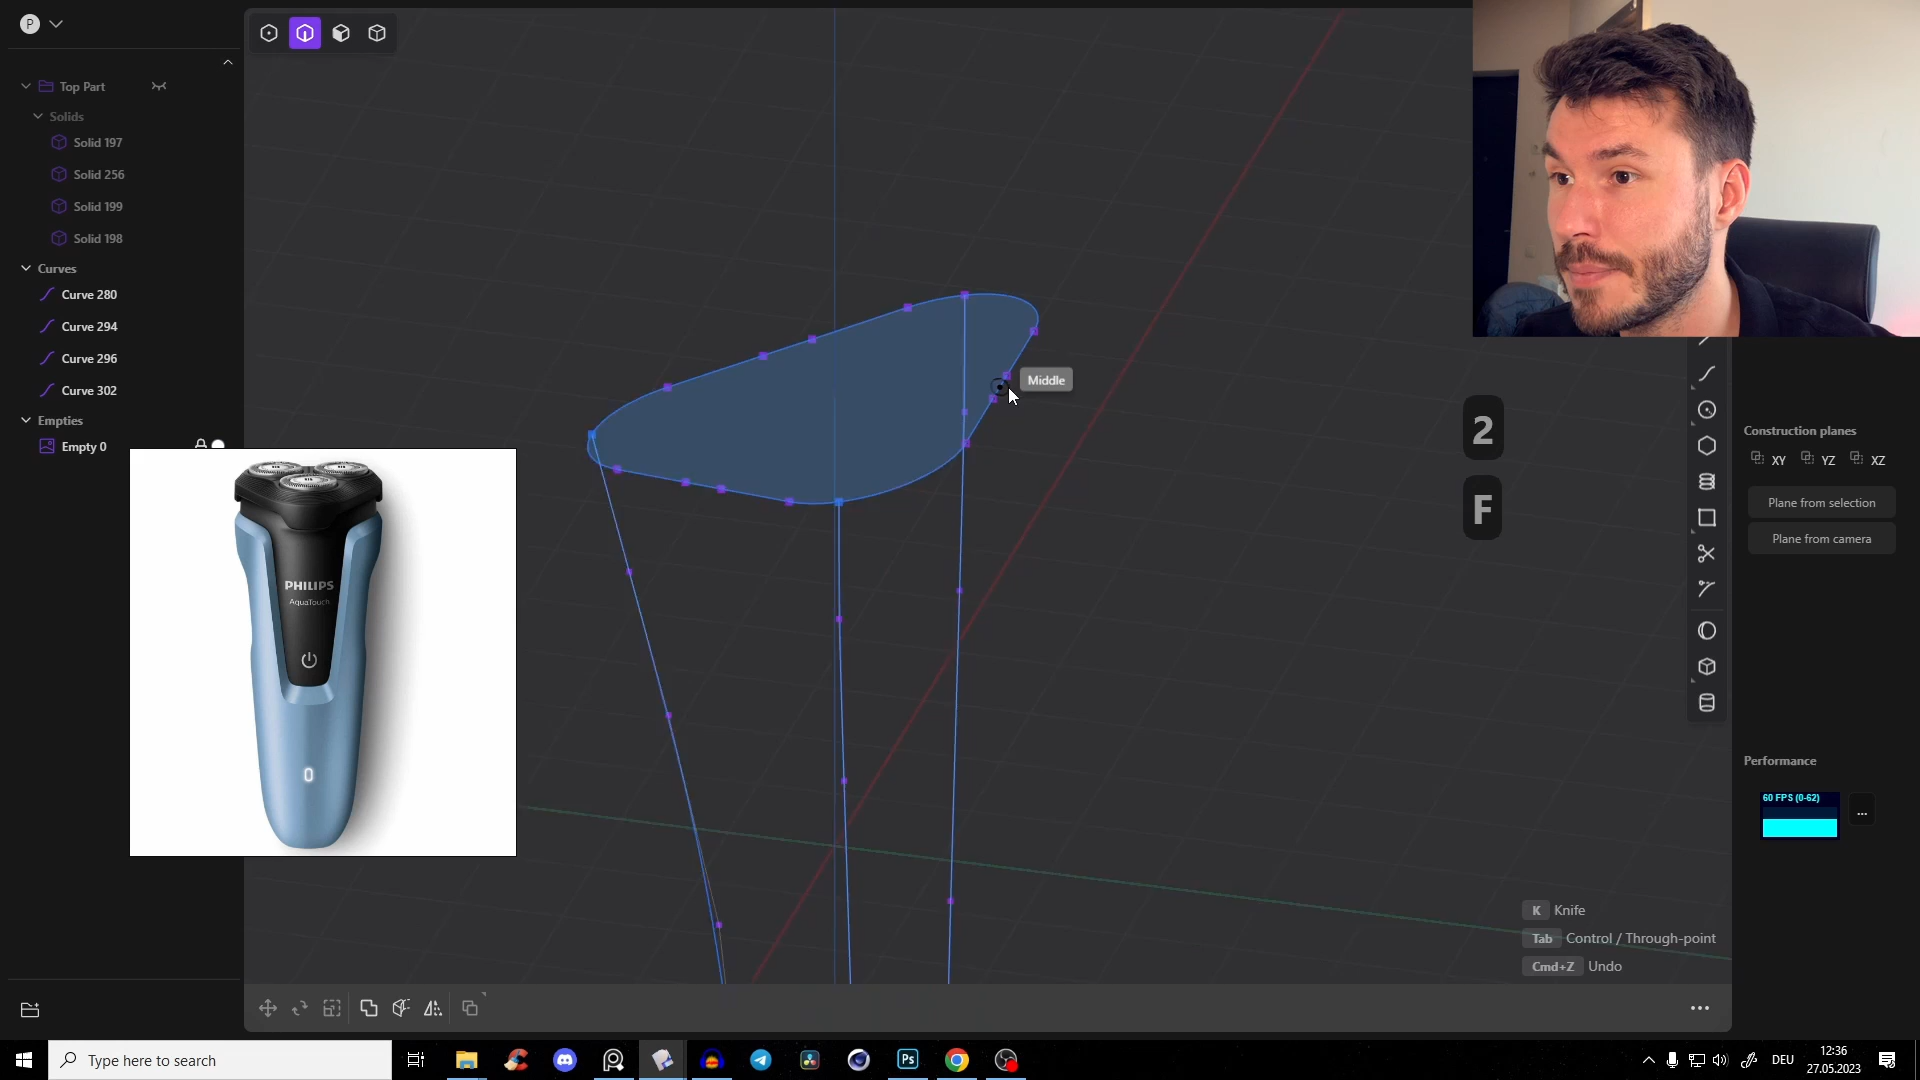 P
Top Part
Solids
Solid 197
Solid 256
Solid 199
Solid 198
Curves
Curve 280
Curve 294
Curve 296
Curve 302
Empties
Empty 0
PHILIPS
AquaTouch
0
Middle
2
F
Construction planes
XY YZ XZ
Plane from selection
Plane from camera
Performance
60 FPS (0-62)
...
K Knife
Tab Control / Through-point
Cmd+Z Undo
Type here to search
Ps
DEU
12:36
27.05.2023